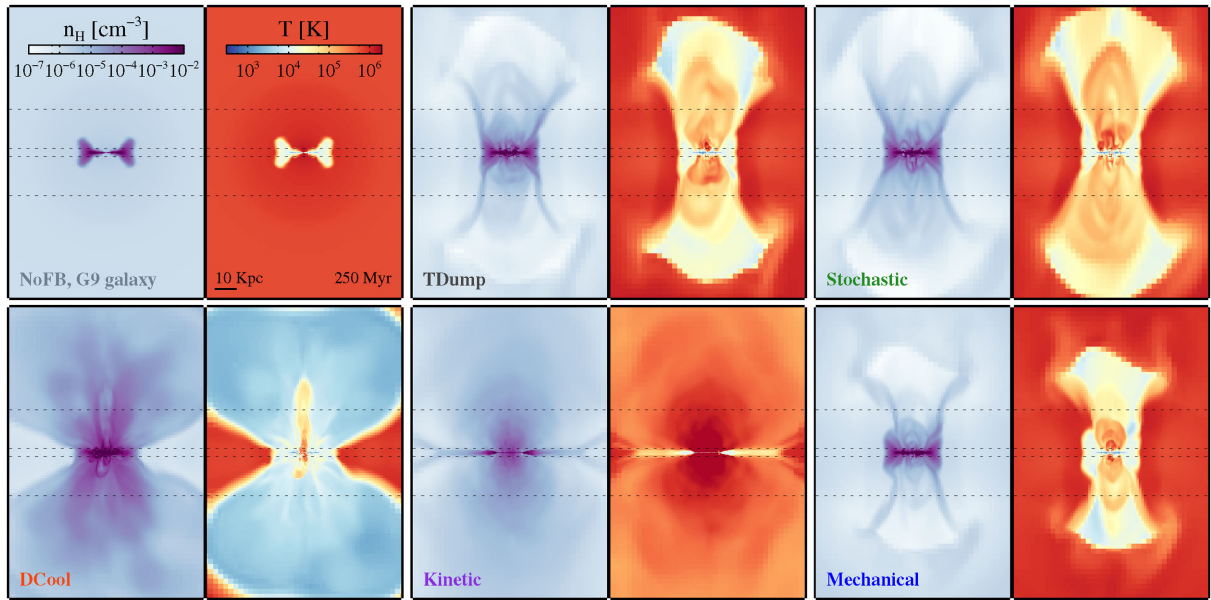 n_H [cm^{-3}]
10^{-7} 10^{-6} 10^{-5} 10^{-4} 10^{-3} 10^{-2}
T [K]
10^3 10^4 10^5 10^6
NoFB, G9 galaxy
10 Kpc
250 Myr
TDump
Stochastic
DCool
Kinetic
Mechanical